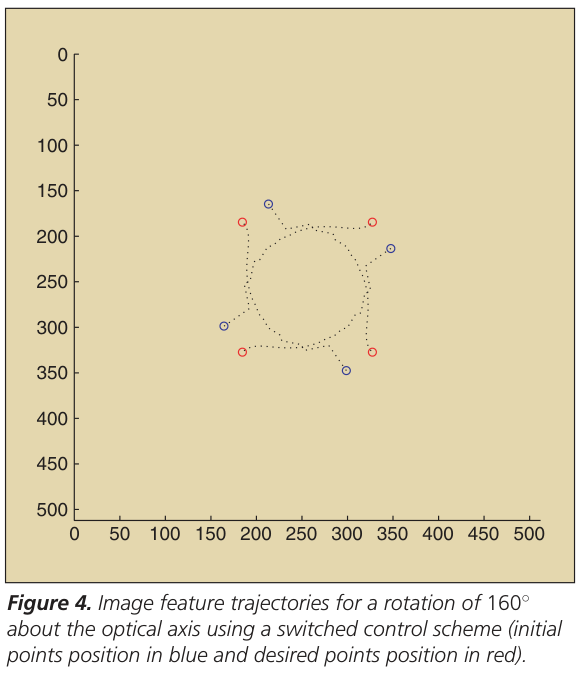 0
50
100
150
200
250
300
350
400
450
500
0 50 100 150 200 250 300 350 400 450 500
Figure 4. Image feature trajectories for a rotation of 160°
about the optical axis using a switched control scheme (initial
points position in blue and desired points position in red).